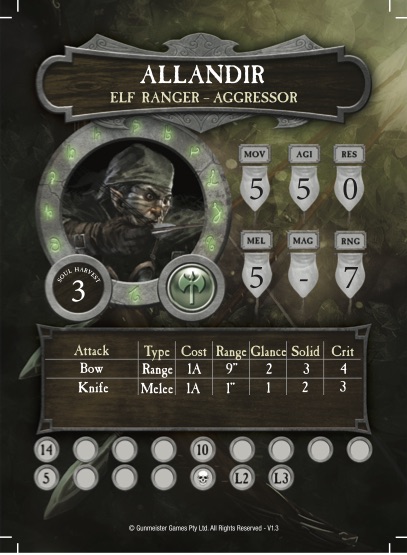 ALLANDIR
ELF RANGER – AGGRESSOR
MOV AGI RES
5 5 0
MEL MAG RNG
5 - 7
SOUL HARVEST
3
Attack Type Cost Range Glance Solid Crit
Bow Range 1A 9" 2 3 4
Knife Melee 1A 1" 1 2 3
14 10
5 L2 L3
© Gunmeister Games Pty Ltd. All Rights Reserved - V1.3